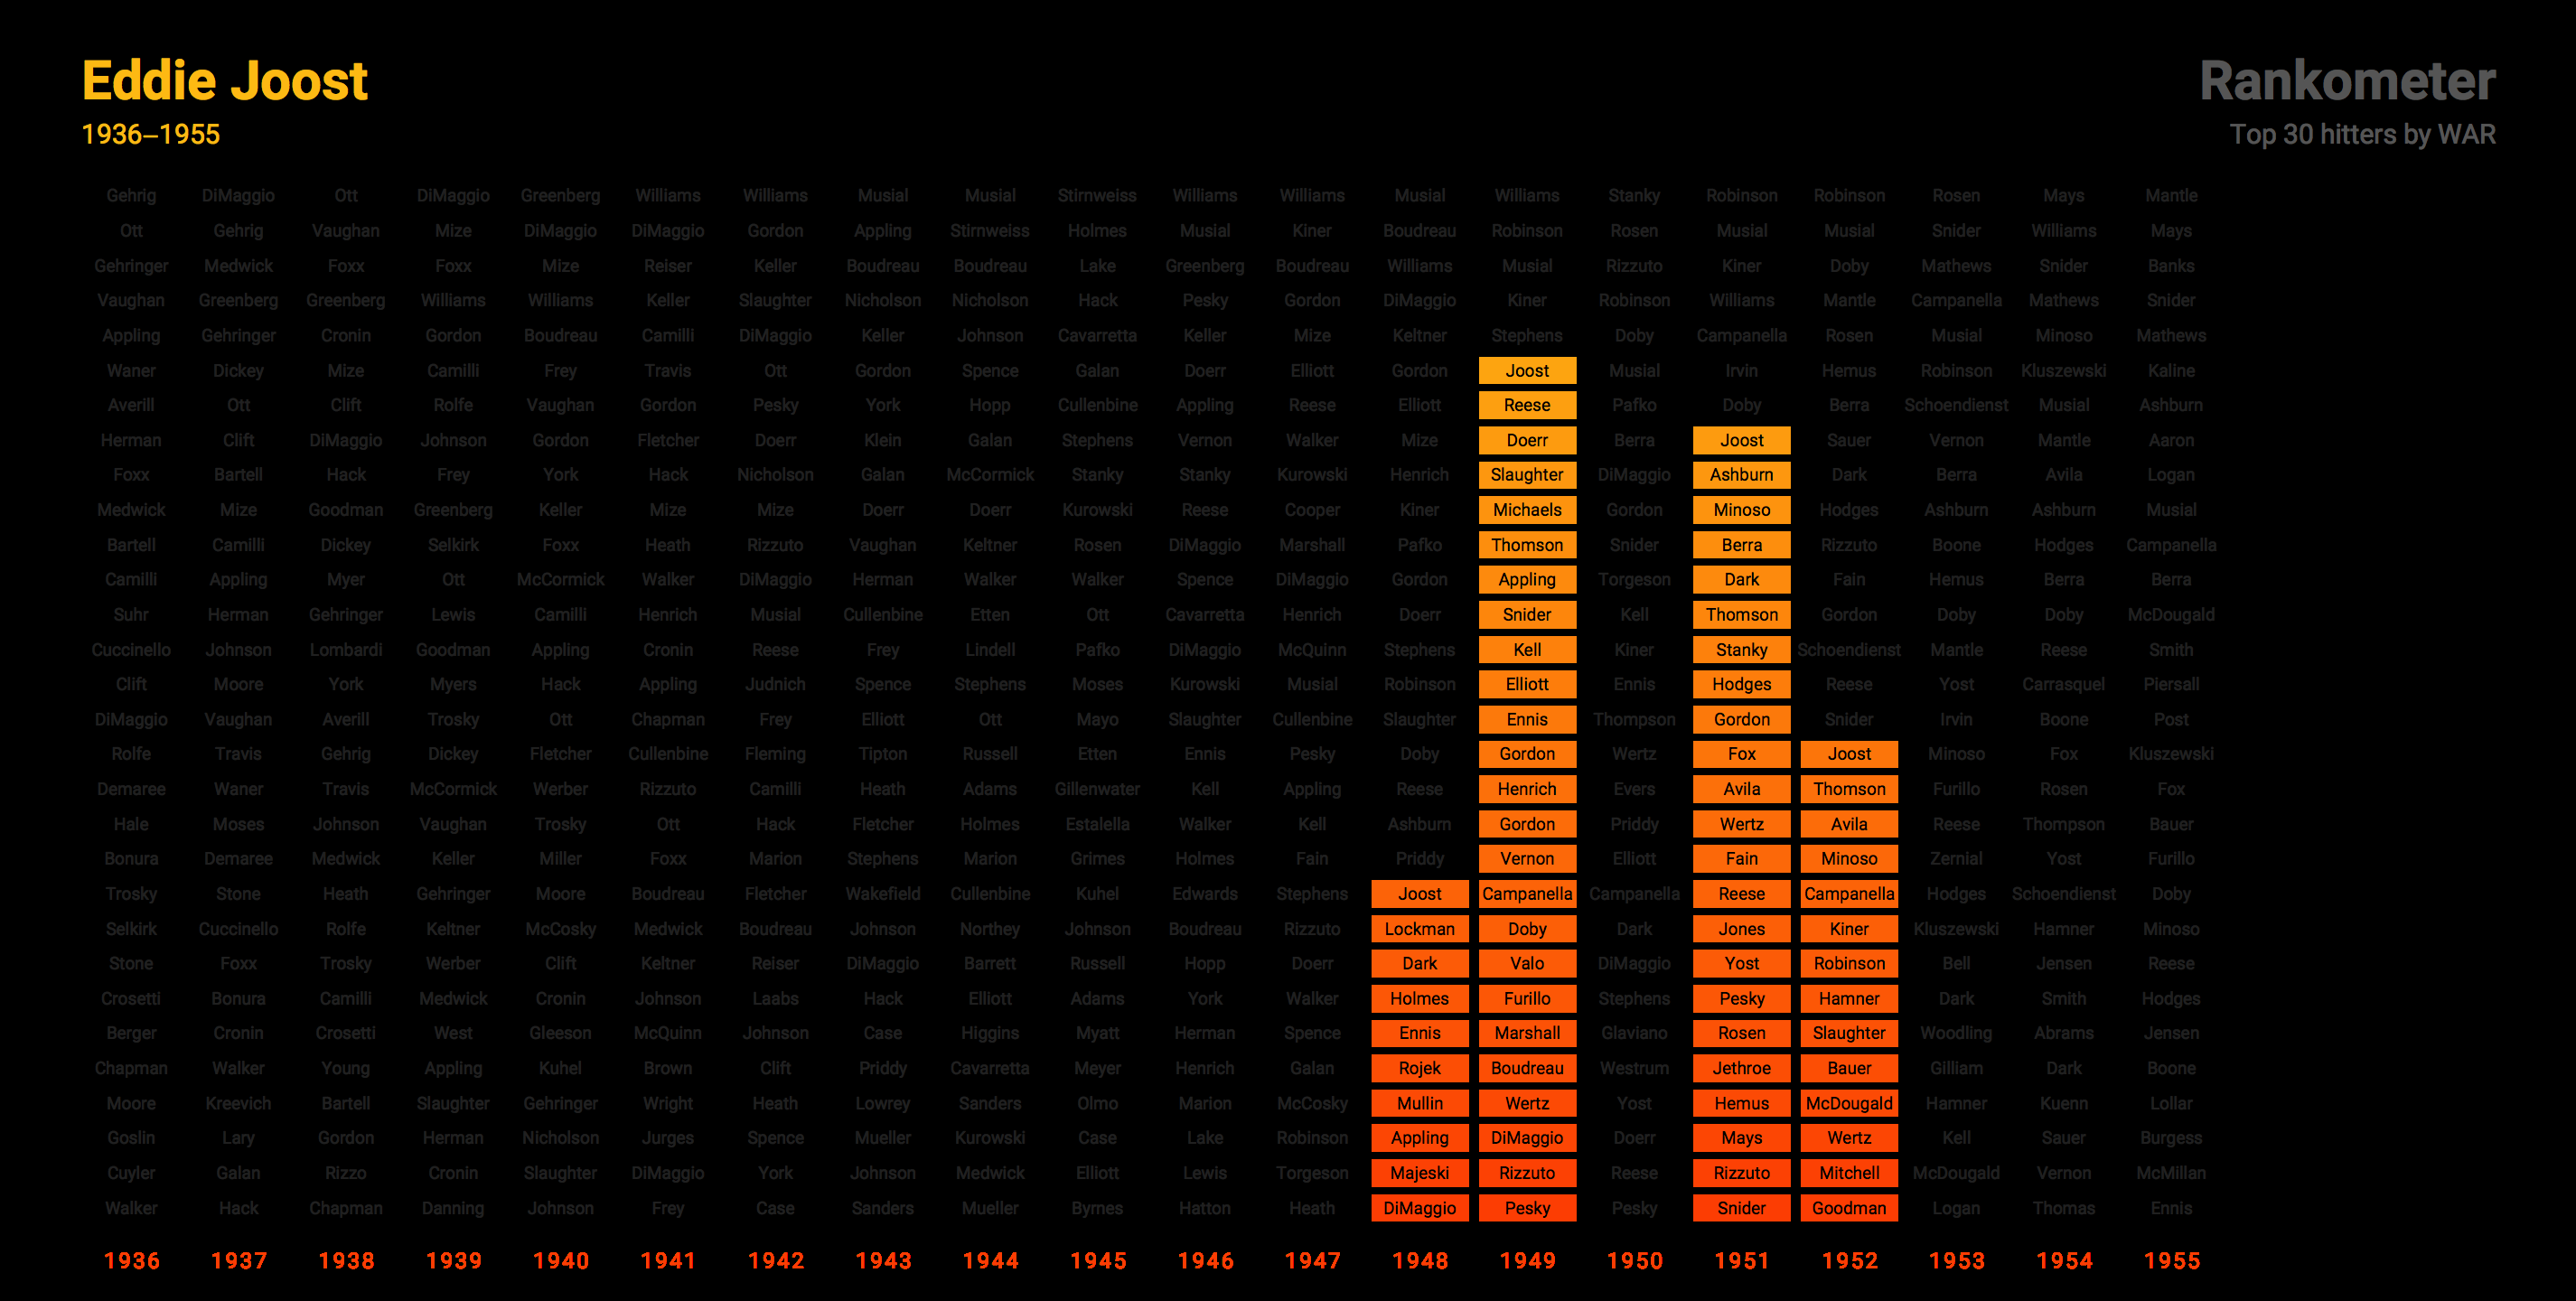 Eddie Joost
1936–1955
Rankometer
Top 30 hitters by WAR
Gehrig DiMaggio Ott DiMaggio Greenberg Williams Williams Musial Musial Stirnweiss Williams Williams Musial Williams Stanky Robinson Robinson Rosen Mays Mantle
Ott Gehrig Vaughan Mize DiMaggio DiMaggio Gordon Appling Stirnweiss Holmes Musial Kiner Boudreau Robinson Rosen Musial Musial Snider Williams Mays
Gehringer Medwick Foxx Foxx Mize Reiser Keller Boudreau Boudreau Lake Greenberg Boudreau Williams Musial Rizzuto Kiner Doby Mathews Snider Banks
Vaughan Greenberg Greenberg Williams Williams Keller Slaughter Nicholson Nicholson Hack Pesky Gordon DiMaggio Kiner Robinson Williams Mantle Campanella Mathews Snider
Appling Gehringer Cronin Gordon Boudreau Camilli DiMaggio Keller Johnson Cavarretta Keller Mize Keltner Stephens Doby Campanella Rosen Musial Minoso Mathews
Waner Dickey Mize Camilli Frey Travis Ott Gordon Spence Galan Doerr Elliott Gordon Joost Musial Irvin Hemus Robinson Kluszewski Kaline
Averill Ott Clift Rolfe Vaughan Gordon Pesky York Hopp Cullenbine Appling Reese Elliott Reese Pafko Doby Berra Schoendienst Musial Ashburn
Herman Clift DiMaggio Johnson Gordon Fletcher Doerr Klein Galan Stephens Vernon Walker Mize Doerr Berra Joost Sauer Vernon Mantle Aaron
Foxx Bartell Hack Frey York Hack Nicholson Galan McCormick Stanky Stanky Kurowski Henrich Slaughter DiMaggio Ashburn Dark Berra Avila Logan
Medwick Mize Goodman Greenberg Keller Mize Mize Doerr Doerr Kurowski Reese Cooper Kiner Michaels Gordon Minoso Hodges Ashburn Ashburn Musial
Bartell Camilli Dickey Selkirk Foxx Heath Rizzuto Vaughan Keltner Rosen DiMaggio Marshall Pafko Thomson Snider Berra Rizzuto Boone Hodges Campanella
Camilli Appling Myer Ott McCormick Walker DiMaggio Herman Walker Walker Spence DiMaggio Gordon Appling Torgeson Dark Fain Hemus Berra Berra
Suhr Herman Gehringer Lewis Camilli Henrich Musial Cullenbine Etten Ott Cavarretta Henrich Doerr Snider Kell Thomson Gordon Doby Doby McDougald
Cuccinello Johnson Lombardi Goodman Appling Cronin Reese Frey Lindell Pafko DiMaggio McQuinn Stephens Kell Kiner Stanky Schoendienst Mantle Reese Smith
Clift Moore York Myers Hack Appling Judnich Spence Stephens Moses Kurowski Musial Robinson Elliott Ennis Hodges Reese Yost Carrasquel Piersall
DiMaggio Vaughan Averill Trosky Ott Chapman Frey Elliott Ott Mayo Slaughter Cullenbine Slaughter Ennis Thompson Gordon Snider Irvin Boone Post
Rolfe Travis Gehrig Dickey Fletcher Cullenbine Fleming Tipton Russell Etten Ennis Pesky Doby Gordon Wertz Fox Joost Minoso Fox Kluszewski
Demaree Waner Travis McCormick Werber Rizzuto Camilli Heath Adams Gillenwater Kell Appling Reese Henrich Evers Avila Thomson Furillo Rosen Fox
Hale Moses Johnson Vaughan Trosky Ott Hack Fletcher Holmes Estalella Walker Kell Ashburn Gordon Priddy Wertz Avila Reese Thompson Bauer
Bonura Demaree Medwick Keller Miller Foxx Marion Stephens Marion Grimes Holmes Fain Priddy Vernon Elliott Fain Minoso Zernial Yost Furillo
Trosky Stone Heath Gehringer Moore Boudreau Fletcher Wakefield Cullenbine Kuhel Edwards Stephens Joost Campanella Campanella Reese Campanella Hodges Schoendienst Doby
Selkirk Cuccinello Rolfe Keltner McCosky Medwick Boudreau Johnson Northey Johnson Boudreau Rizzuto Lockman Doby Dark Jones Kiner Kluszewski Hamner Minoso
Stone Foxx Trosky Werber Clift Keltner Reiser DiMaggio Barrett Russell Hopp Doerr Dark Valo DiMaggio Yost Robinson Bell Jensen Reese
Crosetti Bonura Camilli Medwick Cronin Johnson Laabs Hack Elliott Adams York Walker Holmes Furillo Stephens Pesky Hamner Dark Smith Hodges
Berger Cronin Crosetti West Gleeson McQuinn Johnson Case Higgins Myatt Herman Spence Ennis Marshall Glaviano Rosen Slaughter Woodling Abrams Jensen
Chapman Walker Young Appling Kuhel Brown Clift Priddy Cavarretta Meyer Henrich Galan Rojek Boudreau Westrum Jethroe Bauer Gilliam Dark Boone
Moore Kreevich Bartell Slaughter Gehringer Wright Heath Lowrey Sanders Olmo Marion McCosky Mullin Wertz Yost Hemus McDougald Hamner Kuenn Lollar
Goslin Lary Gordon Herman Nicholson Jurges Spence Mueller Kurowski Case Lake Robinson Appling DiMaggio Doerr Mays Wertz Kell Sauer Burgess
Cuyler Galan Rizzo Cronin Slaughter DiMaggio York Johnson Medwick Elliott Lewis Torgeson Majeski Rizzuto Reese Rizzuto Mitchell McDougald Vernon McMillan
Walker Hack Chapman Danning Johnson Frey Case Sanders Mueller Byrnes Hatton Heath DiMaggio Pesky Pesky Snider Goodman Logan Thomas Ennis
1936 1937 1938 1939 1940 1941 1942 1943 1944 1945 1946 1947 1948 1949 1950 1951 1952 1953 1954 1955